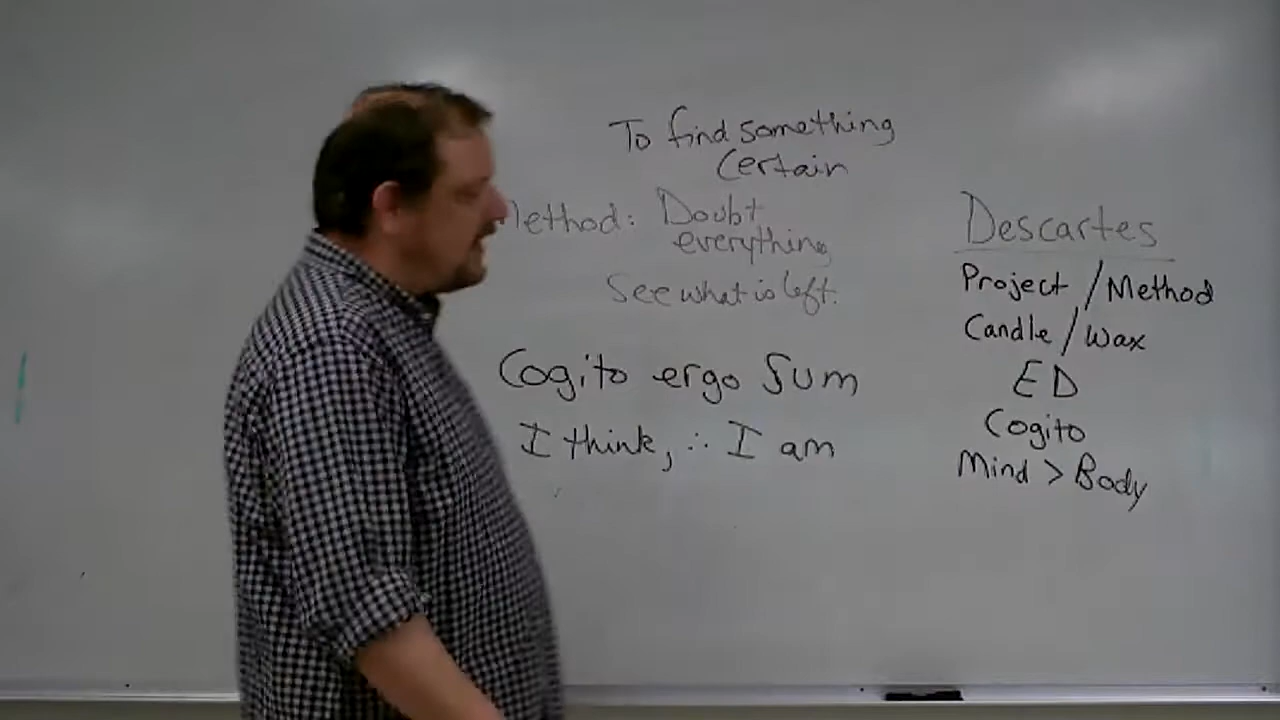 To find something
Certain
Method: Doubt
everything
See what is left.
Cogito ergo Sum
I think, ∴ I am
Descartes
Project / Method
Candle / Wax
ED
Cogito
Mind > Body